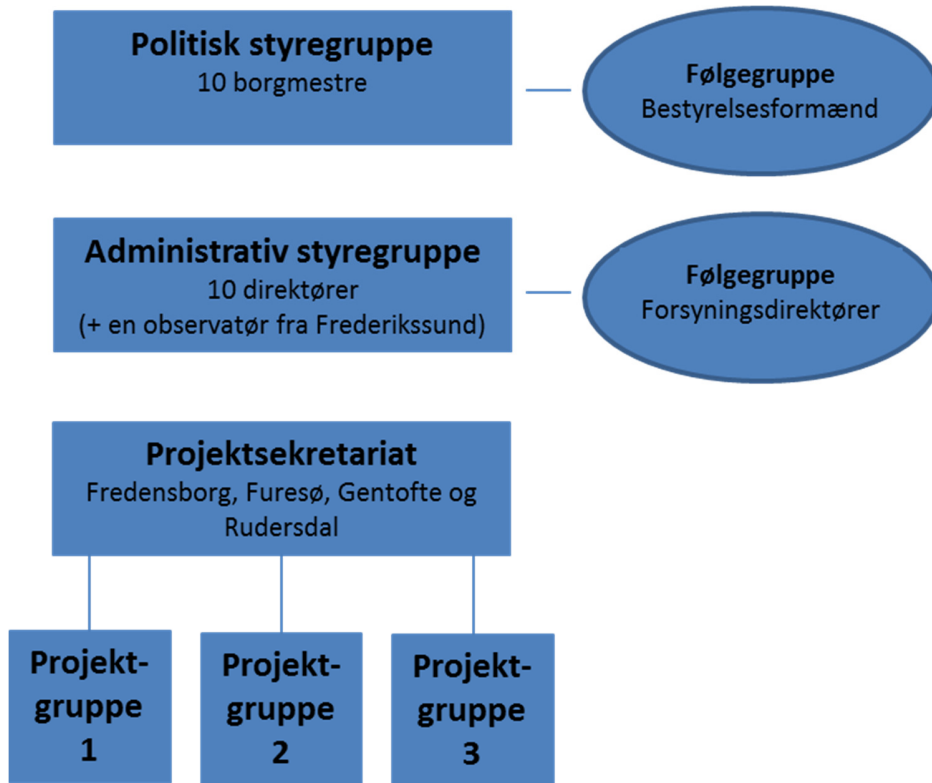 Politisk styregruppe
10 borgmestre
Følgegruppe
Bestyrelsesformænd
Administrativ styregruppe
10 direktører
(+ en observatør fra Frederikssund)
Følgegruppe
Forsyningsdirektører
Projektsekretariat
Fredensborg, Furesø, Gentofte og
Rudersdal
Projekt-
gruppe
1
Projekt-
gruppe
2
Projekt-
gruppe
3